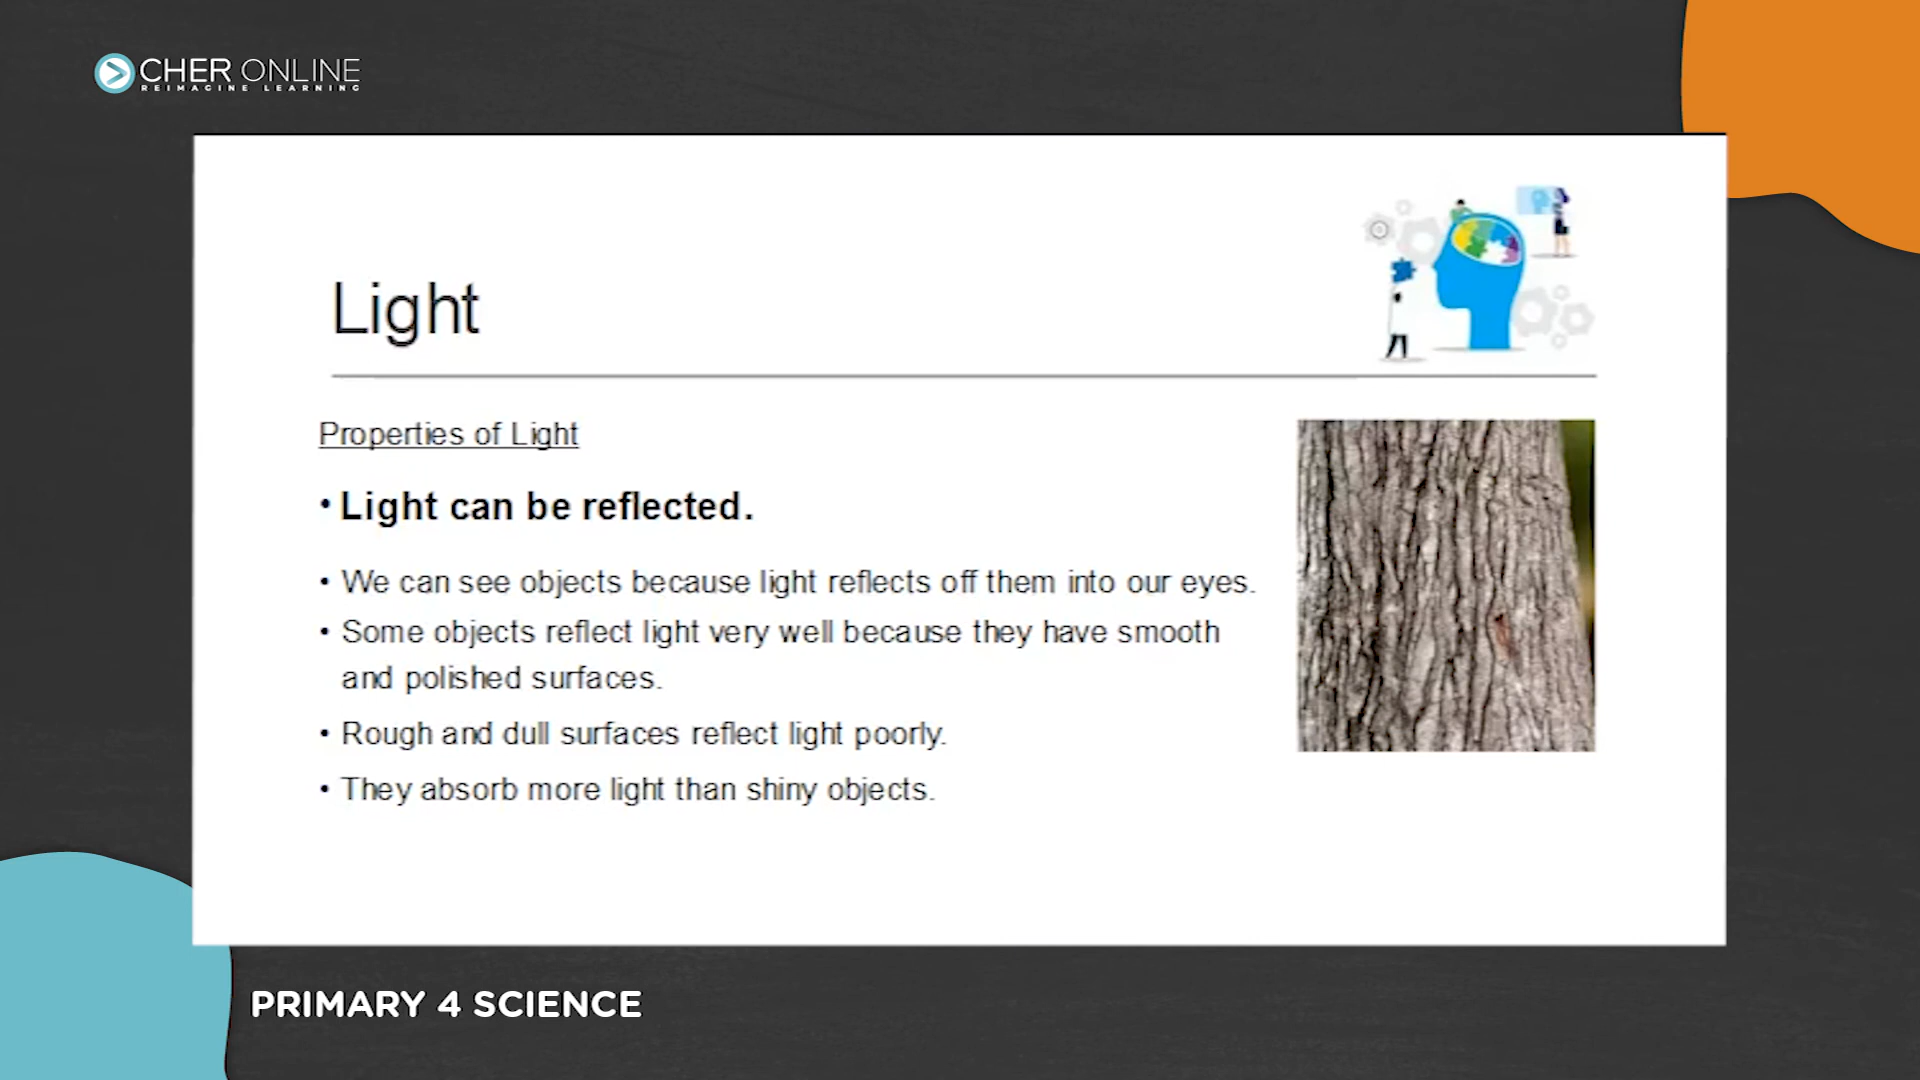 CHER ONLINE
REIMAGINE LEARNING
Light
Properties of Light
• Light can be reflected.
• We can see objects because light reflects off them into our eyes.
• Some objects reflect light very well because they have smooth
and polished surfaces.
• Rough and dull surfaces reflect light poorly.
• They absorb more light than shiny objects.
PRIMARY 4 SCIENCE